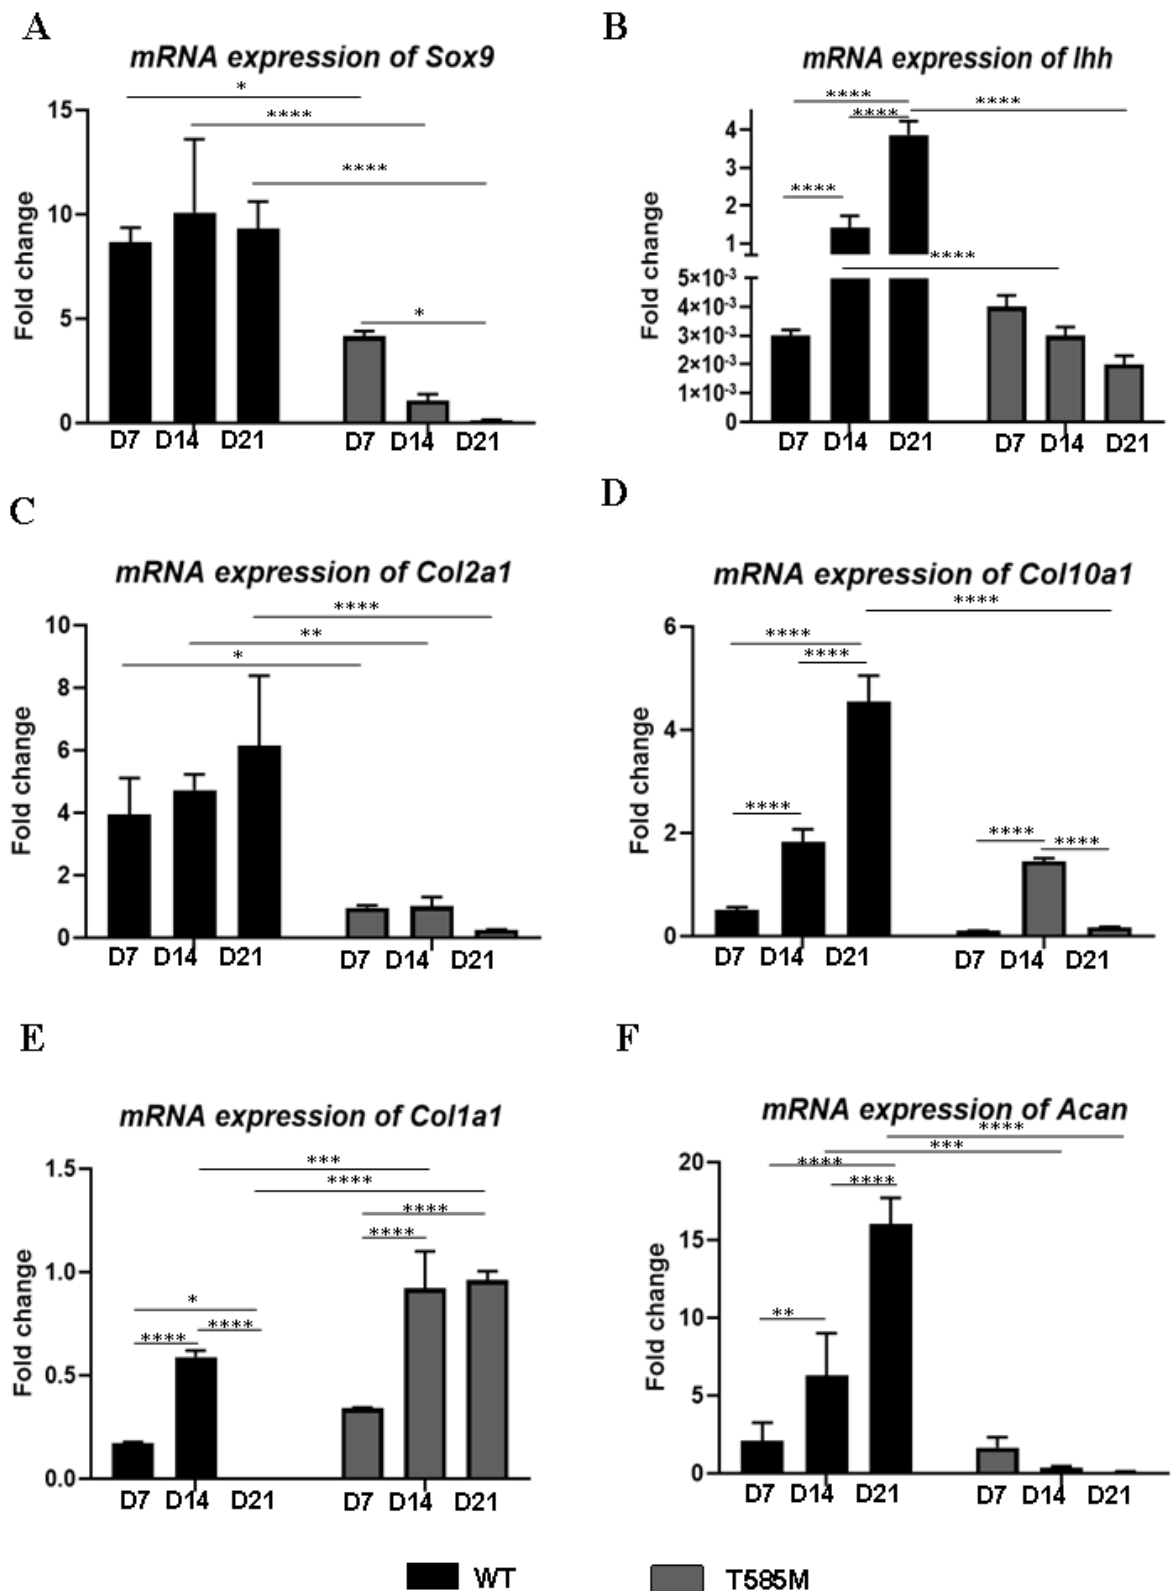 A
mRNA expression of Sox9
*
****
****
*
Fold change
15
10
5
0
D7 D14 D21 D7 D14 D21
B
mRNA expression of Ihh
****
****
****
****
****
Fold change
4
3
2
1
5×10-3
4×10-3
3×10-3
2×10-3
1×10-3
0
D7 D14 D21 D7 D14 D21
C
mRNA expression of Col2a1
****
**
*
Fold change
10
8
6
4
2
0
D7 D14 D21 D7 D14 D21
D
mRNA expression of Col10a1
****
****
****
****
****
****
Fold change
6
4
2
0
D7 D14 D21 D7 D14 D21
E
mRNA expression of Col1a1
***
****
****
****
*
****
****
Fold change
1.5
1.0
0.5
0.0
D7 D14 D21 D7 D14 D21
F
mRNA expression of Acan
****
***
****
****
**
Fold change
20
15
10
5
0
D7 D14 D21 D7 D14 D21
WT T585M